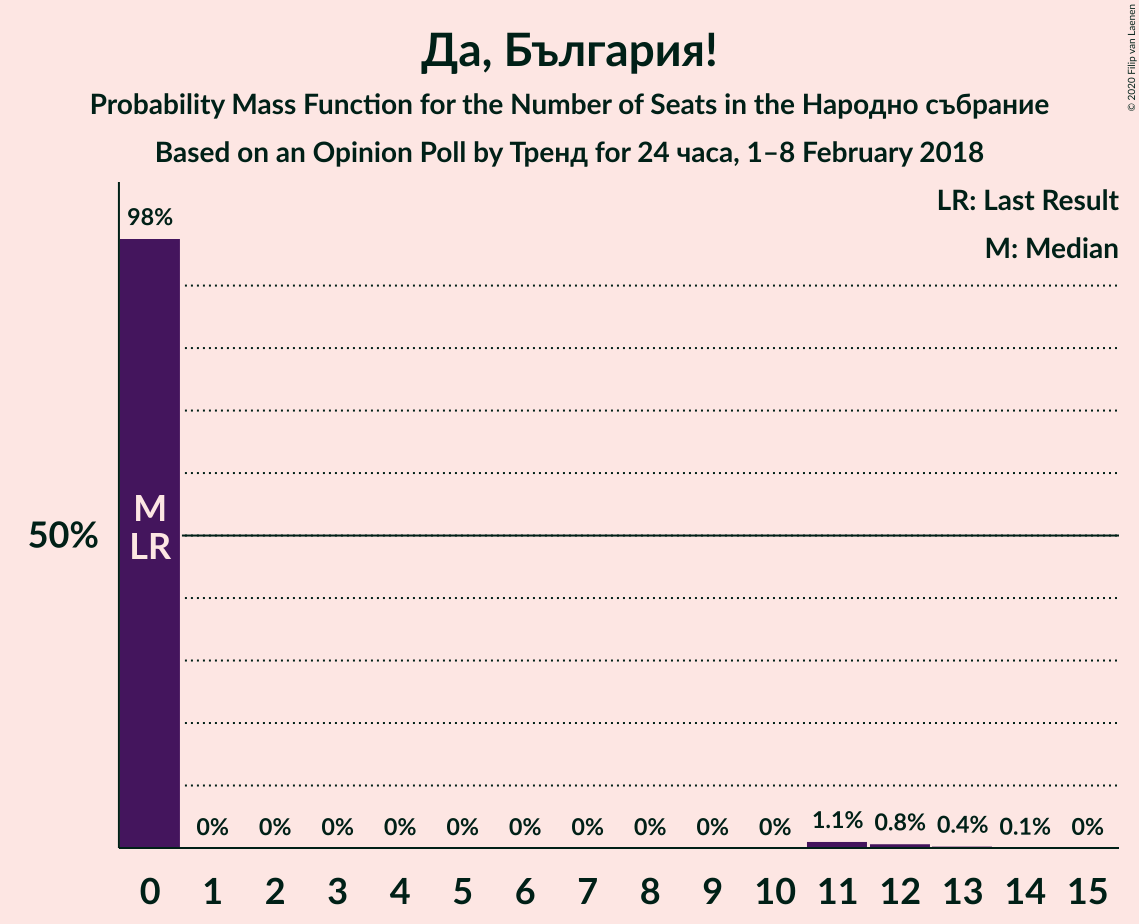 Да, България!
Probability Mass Function for the Number of Seats in the Народно събрание
Based on an Opinion Poll by Тренд for 24 часа, 1–8 February 2018
© 2020 Filip van Laenen
LR: Last Result
M: Median
98%
M
LR
50%
0% 0% 0% 0% 0% 0% 0% 0% 0% 0% 1.1% 0.8% 0.4% 0.1% 0%
0 1 2 3 4 5 6 7 8 9 10 11 12 13 14 15